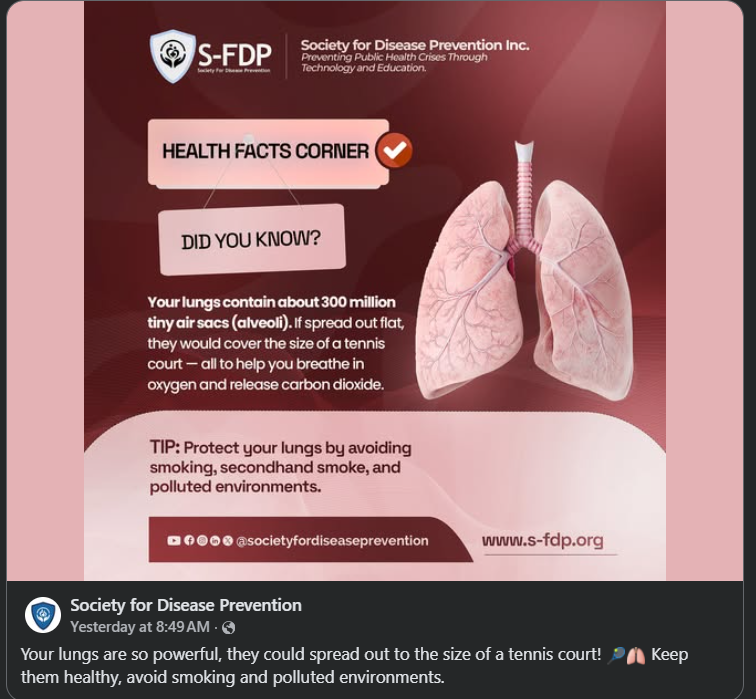 S-FDP
Society For Disease Prevention
Society for Disease Prevention Inc.
Preventing Public Health Crises Through
Technology and Education.
HEALTH FACTS CORNER
DID YOU KNOW?
Your lungs contain about 300 million
tiny air sacs (alveoli). If spread out flat,
they would cover the size of a tennis
court — all to help you breathe in
oxygen and release carbon dioxide.
TIP: Protect your lungs by avoiding
smoking, secondhand smoke, and
polluted environments.
@societyfordiseaseprevention
www.s-fdp.org
Society for Disease Prevention
Yesterday at 8:49 AM ·
Your lungs are so powerful, they could spread out to the size of a tennis court! 🎾🫁 Keep
them healthy, avoid smoking and polluted environments.